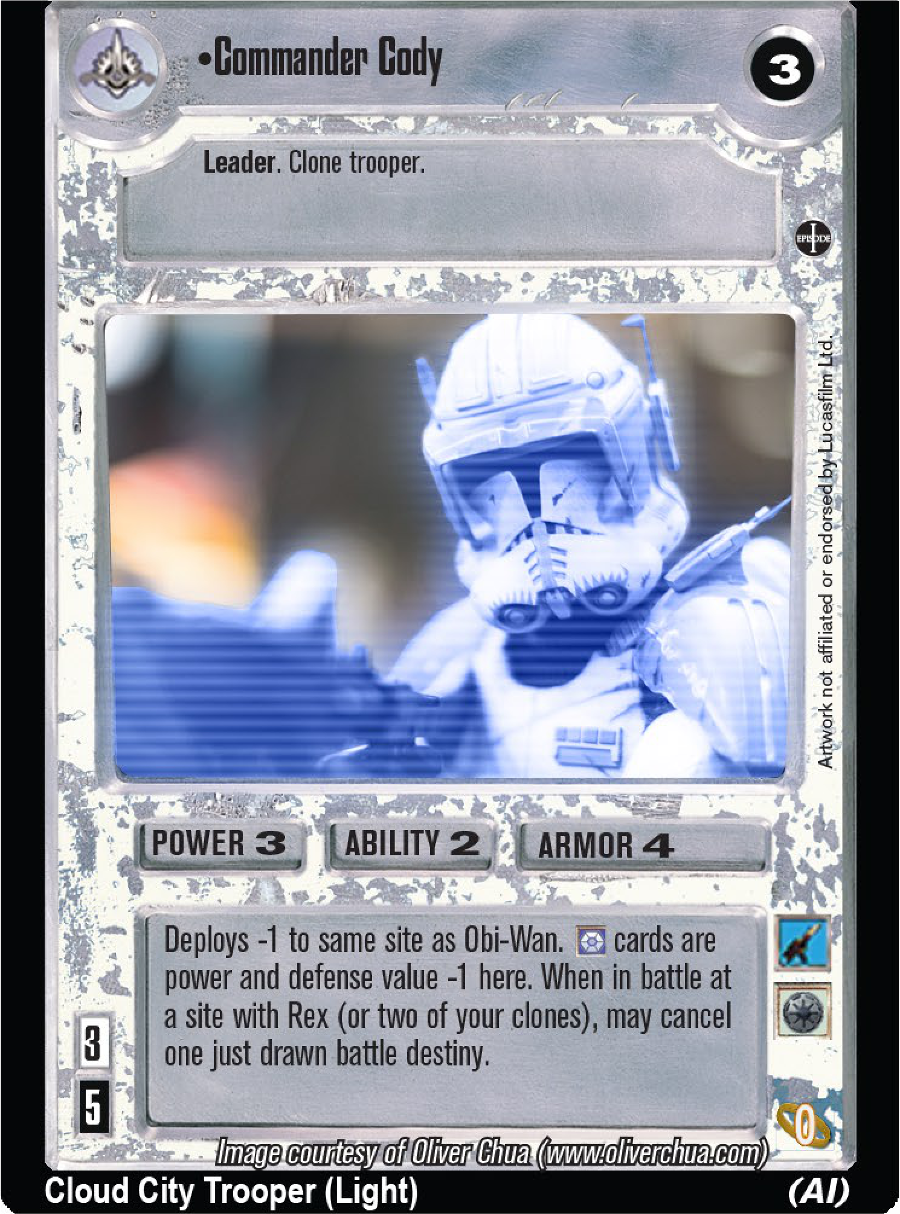 •Commander Cody
3
Leader. Clone trooper.
EPISODE
I
Artwork not affiliated or endorsed by Lucasfilm Ltd.
POWER 3
ABILITY 2
ARMOR 4
Deploys -1 to same site as Obi-Wan. cards are
power and defense value -1 here. When in battle at
a site with Rex (or two of your clones), may cancel
one just drawn battle destiny.
3
5
0
Image courtesy of Oliver Chua (www.oliverchua.com)
Cloud City Trooper (Light)
(AI)